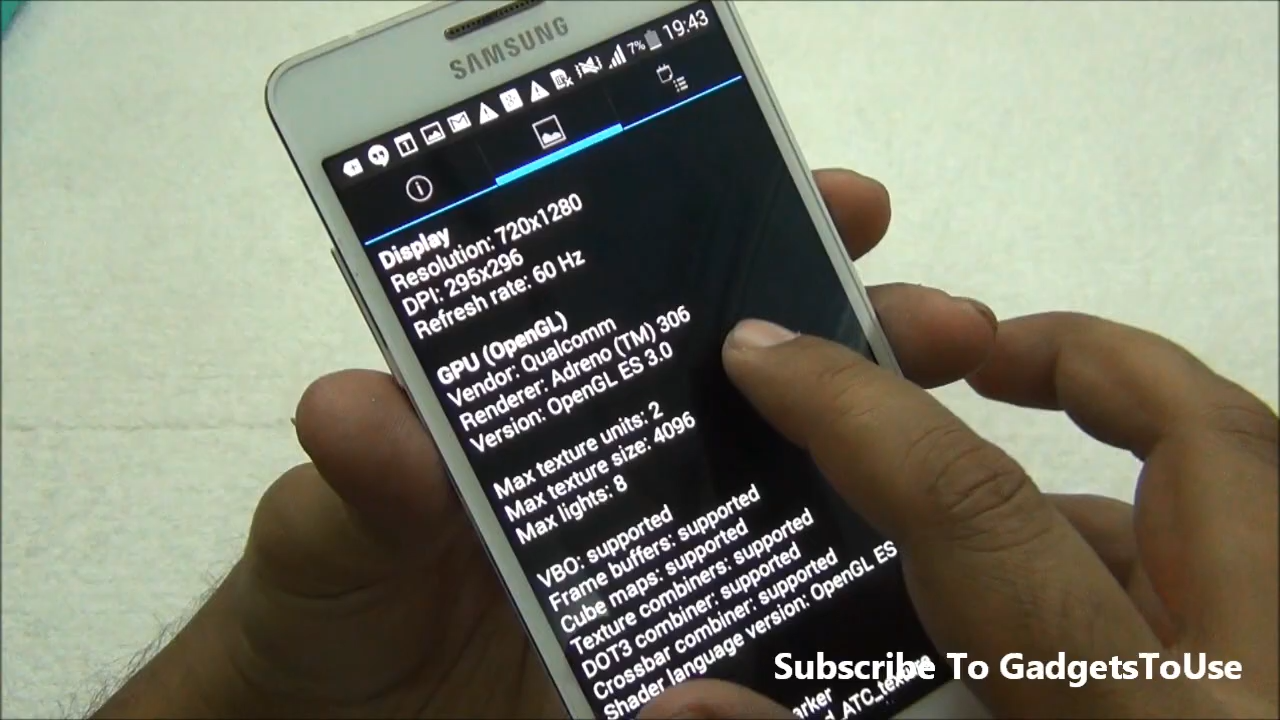 SAMSUNG
7% 19:43
Display
Resolution: 720x1280
DPI: 295x296
Refresh rate: 60 Hz
GPU (OpenGL)
Vendor: Qualcomm
Renderer: Adreno (TM) 306
Version: OpenGL ES 3.0
Max texture units: 2
Max texture size: 4096
Max lights: 8
VBO: supported
Frame buffers: supported
Cube maps: supported
Texture combiners: supported
DOT3 combiner: supported
Crossbar combiner: supported
Shader language version: OpenGL ES
Subscribe To GadgetsToUse